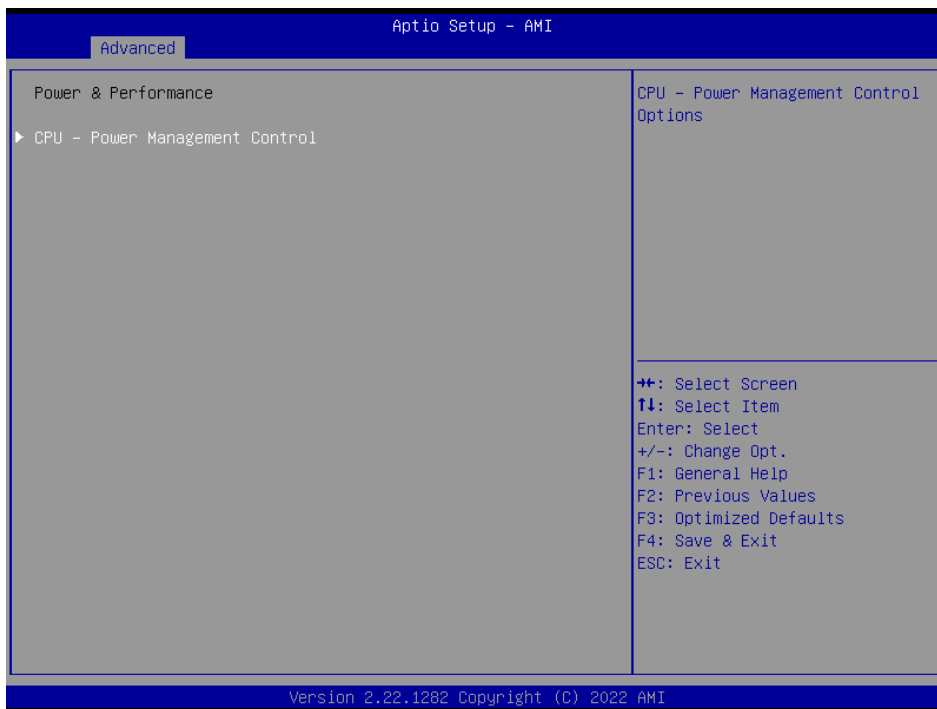 Aptio Setup – AMI
Advanced
Power & Performance
▶ CPU – Power Management Control
CPU – Power Management Control
Options
→←: Select Screen
↑↓: Select Item
Enter: Select
+/-: Change Opt.
F1: General Help
F2: Previous Values
F3: Optimized Defaults
F4: Save & Exit
ESC: Exit
Version 2.22.1282 Copyright (C) 2022 AMI